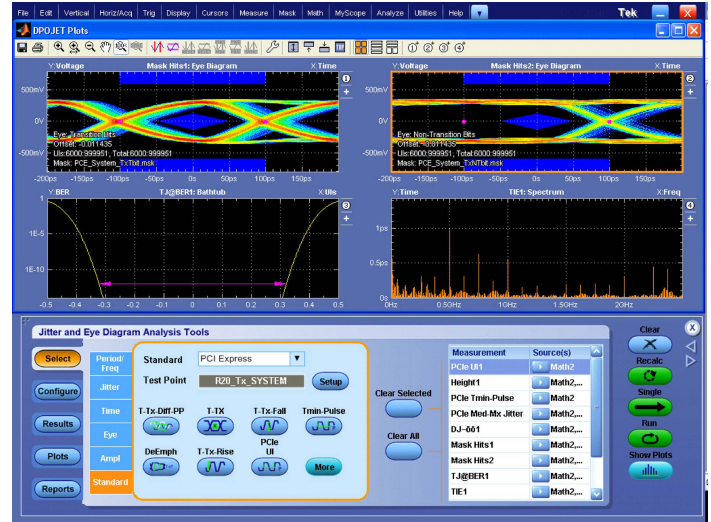 File Edit Vertical Horiz/Acq Trig Display Cursors Measure Mask Math MyScope Analyze Utilities Help Tek
DPOJET Plots
Y:Voltage Mask Hits1: Eye Diagram X:Time
500mV
0V
-500mV
Eye: Transition Bits
Offset: -0.011435
UIs:6000:999951, Total:6000:999951
Mask: PCE_System_TxTbit.msk
-200ps -150ps -100ps -50ps 0s 50ps 100ps 150ps
Y:Voltage Mask Hits2: Eye Diagram X:Time
500mV
0V
-500mV
Eye: Non-Transition Bits
Offset: -0.011435
UIs:6000:999951, Total:6000:999951
Mask: PCE_System_TxNTbit.msk
-200ps -150ps -100ps -50ps 0s 50ps 100ps 150ps
Y:BER TJ@BER1: Bathtub X:UIs
1
1E-5
1E-10
-0.5 -0.4 -0.3 -0.2 -0.1 0 0.1 0.2 0.3 0.4 0.5
Y:Time TIE1: Spectrum X:Freq
1ps
0.5ps
0s
0Hz 0.50GHz 10GHz 1.50GHz 20GHz
Jitter and Eye Diagram Analysis Tools
Select
Configure
Results
Plots
Reports
Period/
Freq
Jitter
Time
Eye
Ampl
Standard
Standard PCI Express
Test Point R20_Tx_SYSTEM Setup
T-Tx-Diff-PP T-TX T-Tx-Fall Tmin-Pulse
DeEmph T-Tx-Rise PCIe UI More
Clear Selected
Clear All
Measurement Source(s)
PCIe UI1 Math2
Height1 Math2,...
PCIe Tmin-Pulse Math2
PCIe Med-Mx Jitter Math2,...
DJ–δδ1 Math2,...
Mask Hits1 Math2,...
Mask Hits2 Math2,...
TJ@BER1 Math2,...
TIE1 Math2,...
Clear
Recalc
Single
Run
Show Plots